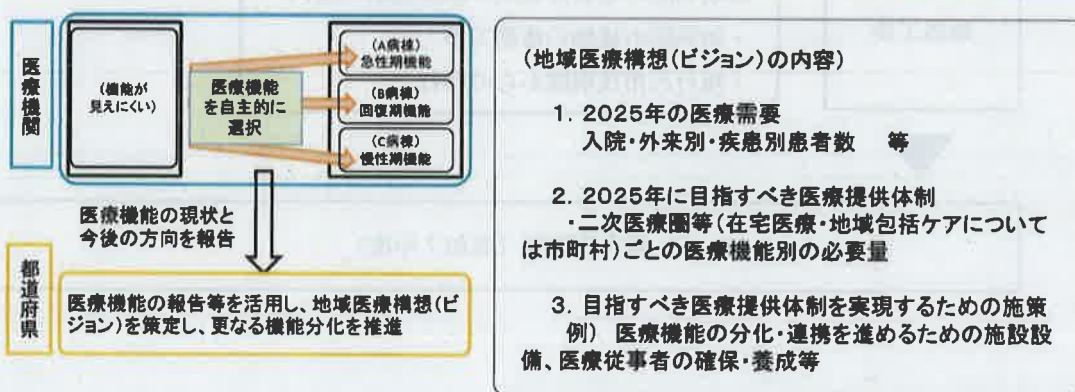 医療機関
(機能が
見えにくい)
医療機能
を自主的に
選択
(A病棟)
急性期機能
(B病棟)
回復期機能
(C病棟)
慢性期機能
医療機能の現状と
今後の方向を報告
都道府県
医療機能の報告等を活用し、地域医療構想(ビ
ジョン)を策定し、更なる機能分化を推進
(地域医療構想(ビジョン)の内容)
1. 2025年の医療需要
入院・外来別・疾患別患者数 等
2. 2025年に目指すべき医療提供体制
・二次医療圏等(在宅医療・地域包括ケアについて
は市町村)ごとの医療機能別の必要量
3. 目指すべき医療提供体制を実現するための施策
例) 医療機能の分化・連携を進めるための施設設
備、医療従事者の確保・養成等